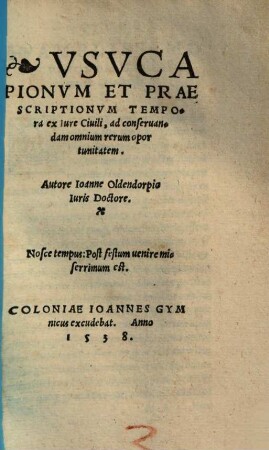 ❧ VSVCA
PIONVM ET PRAE
SCRIPTIONVM TEMPO-
ra ex Iure Ciuili, ad conseruan-
dam omnium rerum opor
tunitatem.
Autore Ioanne Oldendorpio
Iuris Doctore.
Nosce tempus: Post festum uenire mi-
serrimum est.
COLONIAE IOANNES GYM
nicus excudebat. Anno
1538.
3